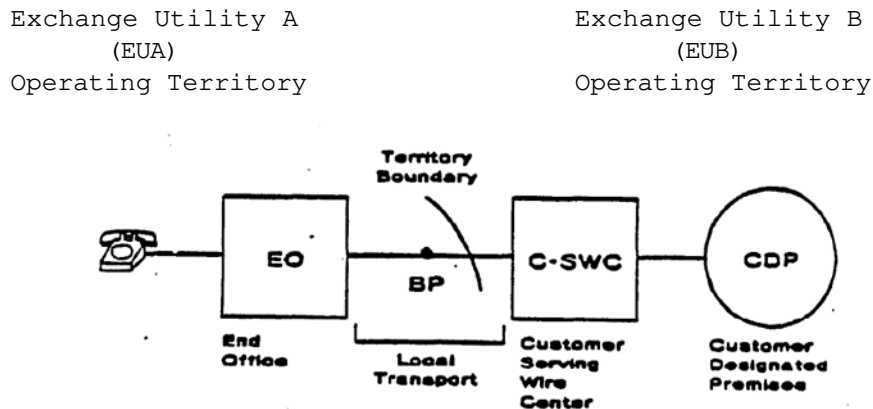 Exchange Utility A
(EUA)
Operating Territory
Exchange Utility B
(EUB)
Operating Territory
Territory
Boundary
EO
BP
C-SWC
CDP
End
Office
Local
Transport
Customer
Serving
Wire
Center
Customer
Designated
Premises